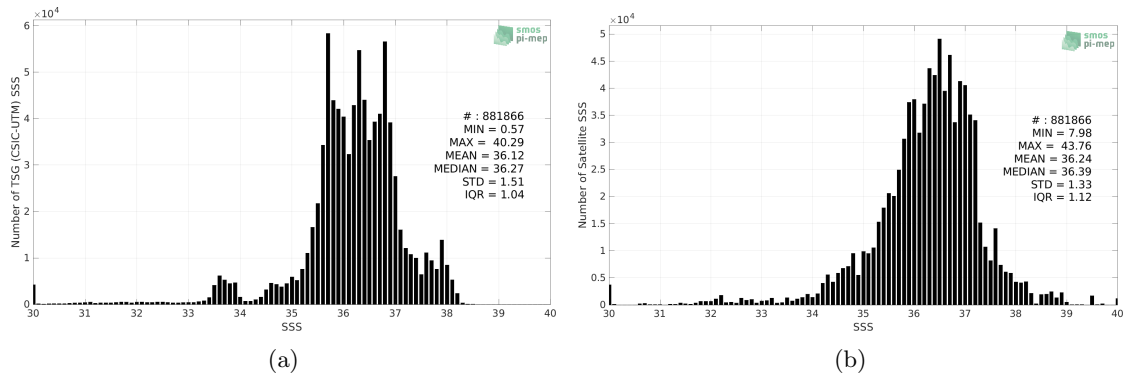 ×10⁴
6
5
4
3
2
1
0
Number of TSG (CSIC-UTM) SSS
smos
pi-mep
# : 881866
MIN = 0.57
MAX = 40.29
MEAN = 36.12
MEDIAN = 36.27
STD = 1.51
IQR = 1.04
30 31 32 33 34 35 36 37 38 39 40
SSS
(a)
×10⁴
5
4.5
4
3.5
3
2.5
2
1.5
1
0.5
0
Number of Satellite SSS
smos
pi-mep
# : 881866
MIN = 7.98
MAX = 43.76
MEAN = 36.24
MEDIAN = 36.39
STD = 1.33
IQR = 1.12
30 31 32 33 34 35 36 37 38 39 40
SSS
(b)